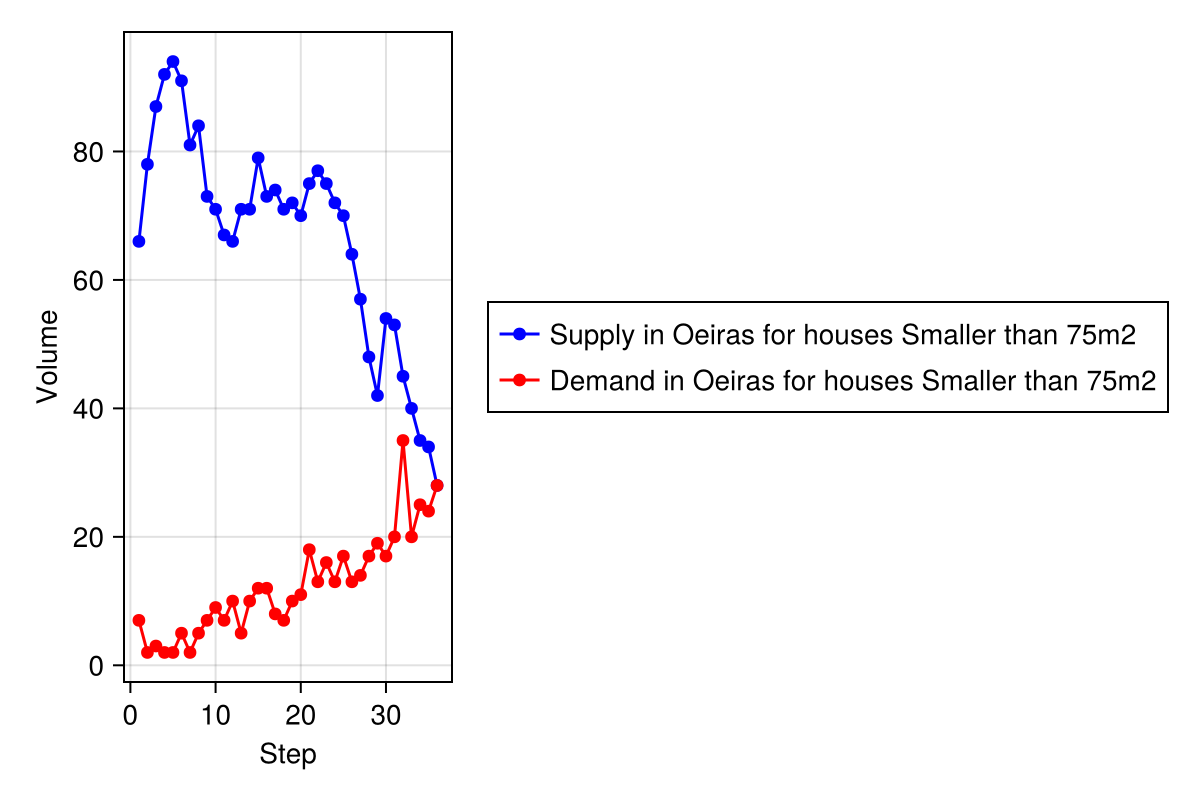 Volume
80
60
40
20
0
0 10 20 30
Step
Supply in Oeiras for houses Smaller than 75m2
Demand in Oeiras for houses Smaller than 75m2